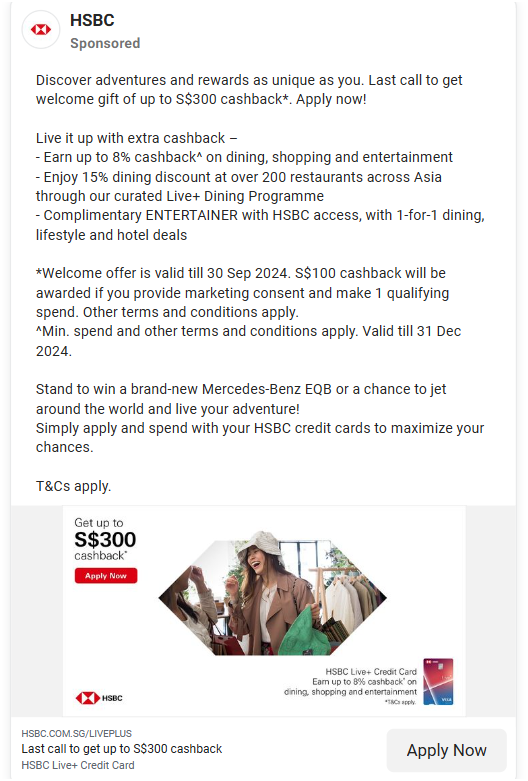 HSBC
Sponsored
Discover adventures and rewards as unique as you. Last call to get
welcome gift of up to S$300 cashback*. Apply now!
Live it up with extra cashback –
- Earn up to 8% cashback^ on dining, shopping and entertainment
- Enjoy 15% dining discount at over 200 restaurants across Asia
through our curated Live+ Dining Programme
- Complimentary ENTERTAINER with HSBC access, with 1-for-1 dining,
lifestyle and hotel deals
*Welcome offer is valid till 30 Sep 2024. S$100 cashback will be
awarded if you provide marketing consent and make 1 qualifying
spend. Other terms and conditions apply.
^Min. spend and other terms and conditions apply. Valid till 31 Dec
2024.
Stand to win a brand-new Mercedes-Benz EQB or a chance to jet
around the world and live your adventure!
Simply apply and spend with your HSBC credit cards to maximize your
chances.
T&Cs apply.
Get up to
S$300
cashback*
Apply Now
HSBC Live+ Credit Card
Earn up to 8% cashback* on
dining, shopping and entertainment
*T&Cs apply.
VISA
HSBC
HSBC.COM.SG/LIVEPLUS
Last call to get up to S$300 cashback
HSBC Live+ Credit Card
Apply Now